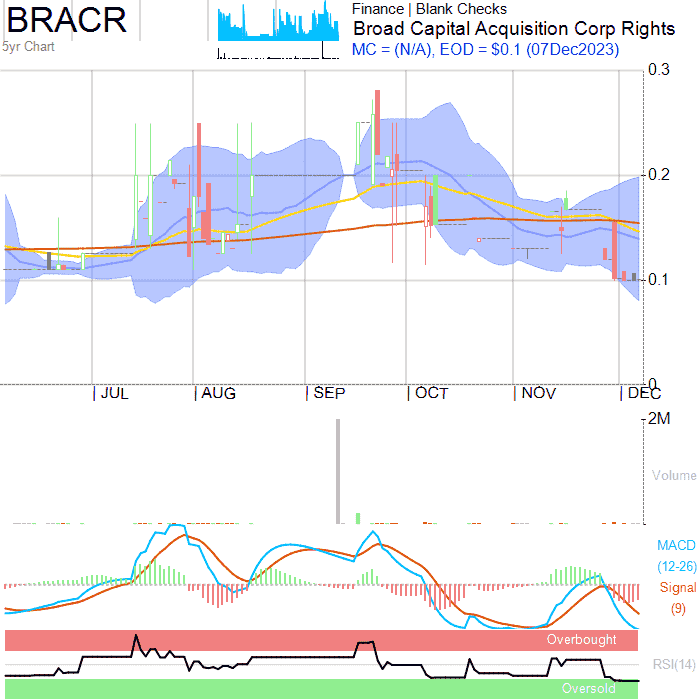 BRACR
5yr Chart
Finance | Blank Checks
Broad Capital Acquisition Corp Rights
MC = (N/A), EOD = $0.1 (07Dec2023)
0.3
0.2
0.1
0
JUL
AUG
SEP
OCT
NOV
DEC
2M
Volume
MACD
(12-26)
Signal
(9)
Overbought
RSI(14)
Oversold